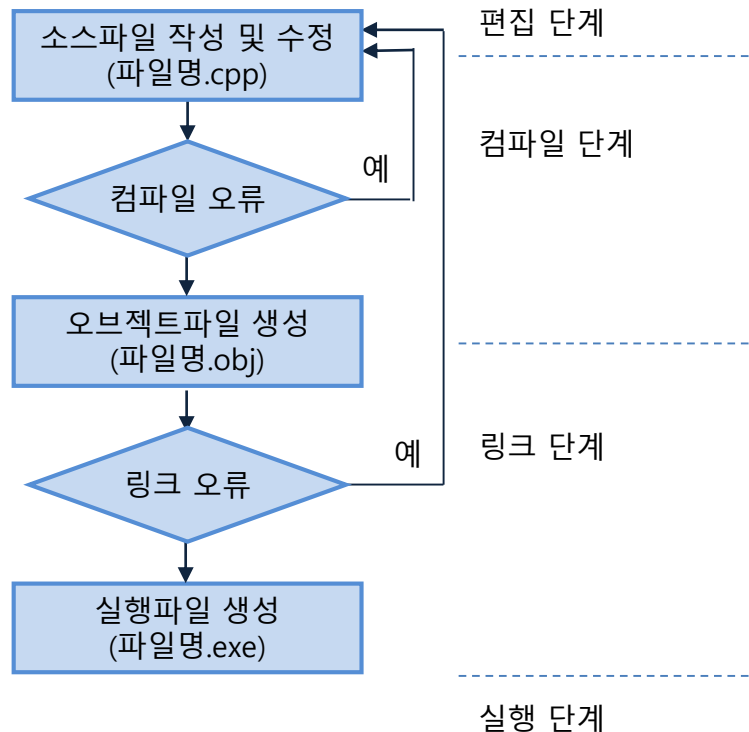 소스파일 작성 및 수정
(파일명.cpp)
편집 단계
컴파일 단계
예
컴파일 오류
오브젝트파일 생성
(파일명.obj)
예
링크 단계
링크 오류
실행파일 생성
(파일명.exe)
실행 단계